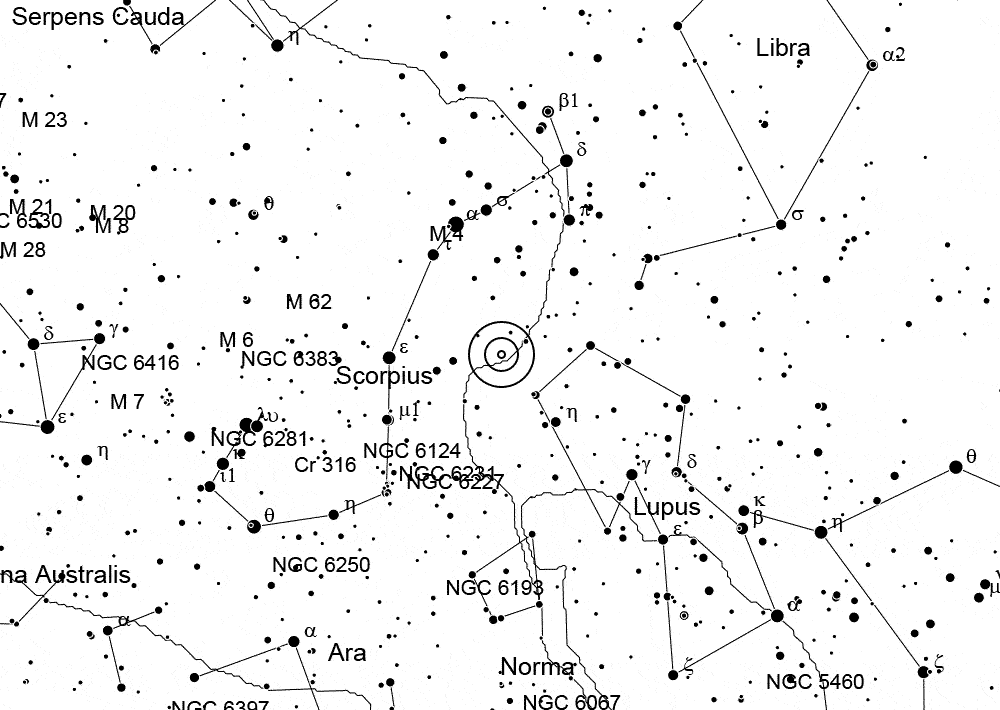 Serpens Cauda
η
Libra
α2
β1
7
M 23
δ
M 21
M 20
θ
α
σ
π
σ
C 6530
M 8
M 4
M 28
τ
M 62
δ
γ
M 6
ε
NGC 6416
NGC 6383
Scorpius
M 7
μ1
η
ε
λυ
NGC 6281
η
κ
NGC 6124
Cr 316
ι1
NGC 6231
γ
δ
θ
NGC 6227
κ
θ
η
Lupus
β
η
ε
NGC 6250
na Australis
NGC 6193
μ
α
α
α
Ara
Norma
ζ
ζ
NGC 5460
NGC 6397
NGC 6067